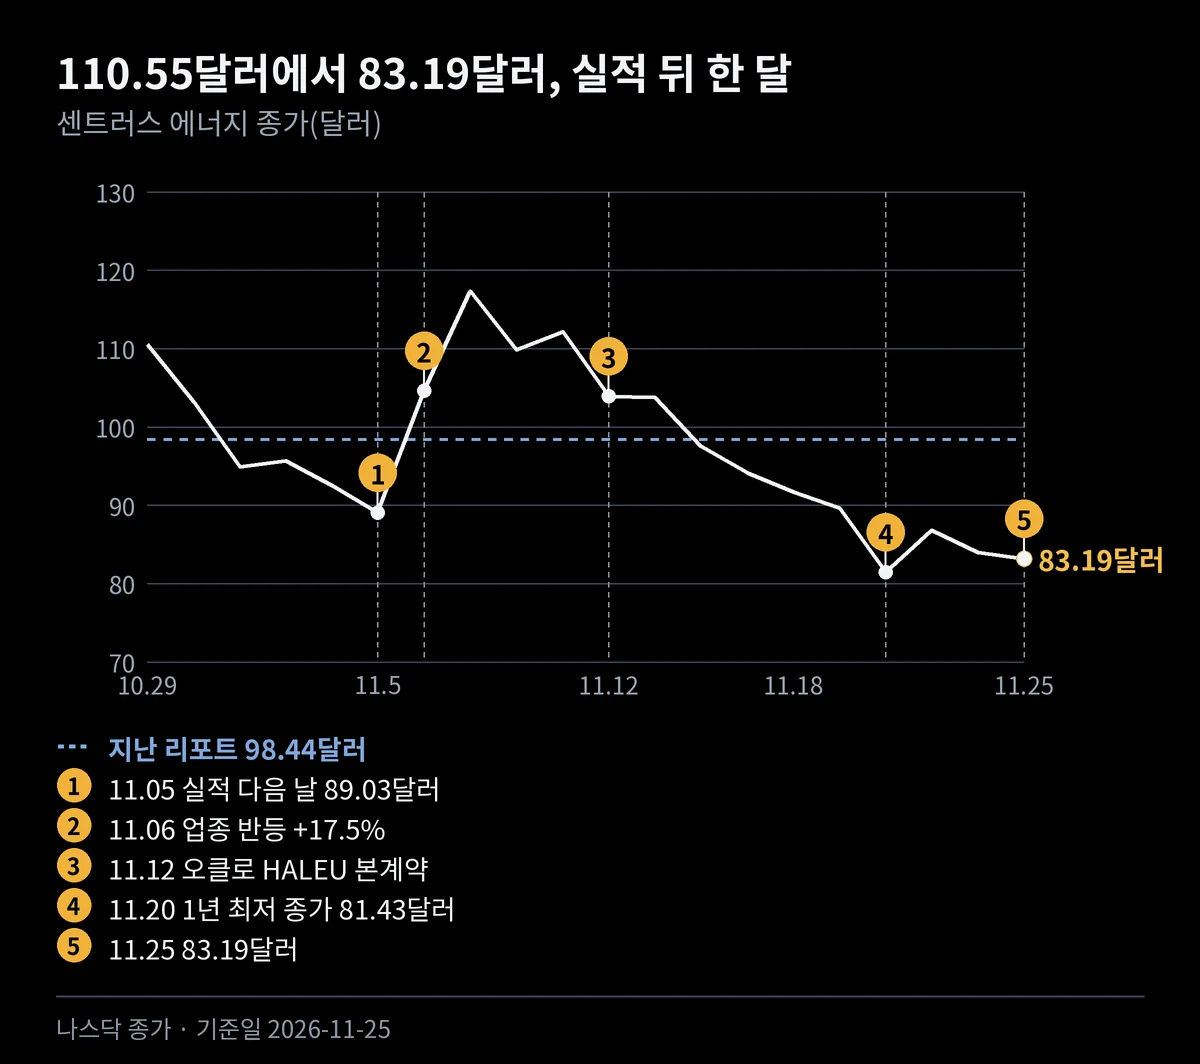 110.55달러에서 83.19달러, 실적 뒤 한 달
센트러스 에너지 종가(달러)
130
120
110
100
90
80
70
2
3
1
4
5
83.19달러
10.29
11.5
11.12
11.18
11.25
지난 리포트 98.44달러
1 11.05 실적 다음 날 89.03달러
2 11.06 업종 반등 +17.5%
3 11.12 오클로 HALEU 본계약
4 11.20 1년 최저 종가 81.43달러
5 11.25 83.19달러
나스닥 종가 · 기준일 2026-11-25